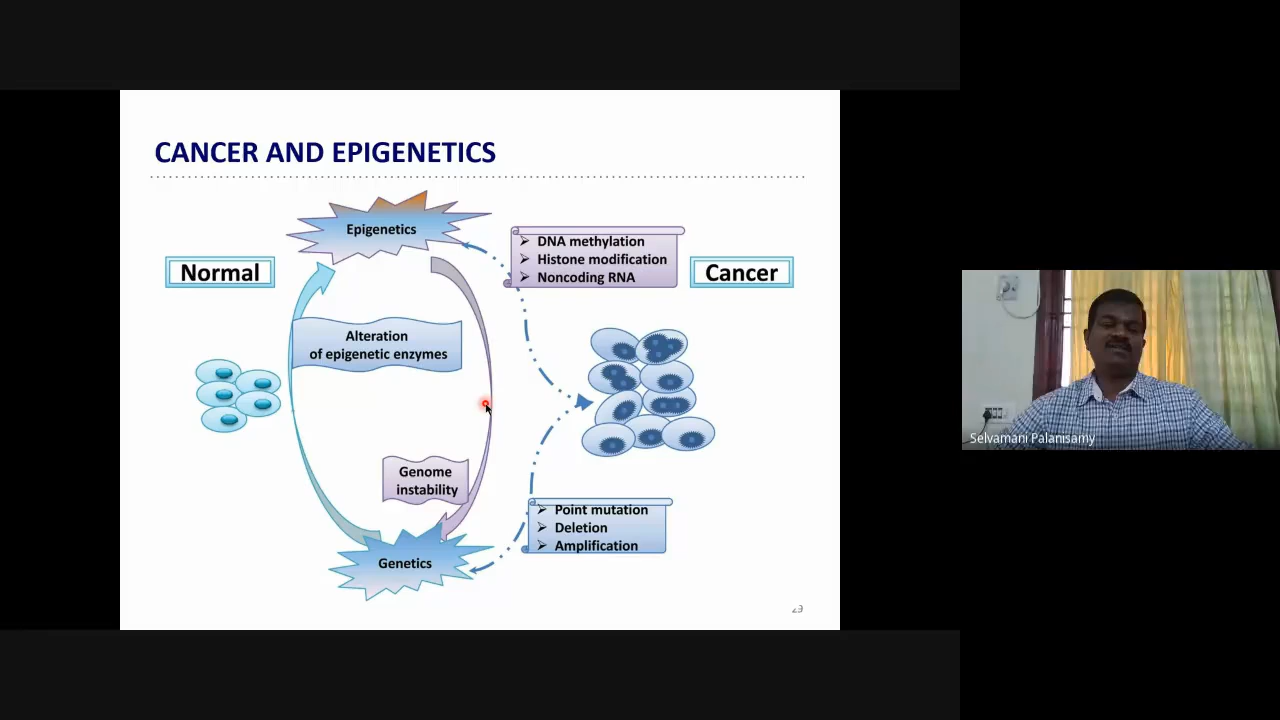 CANCER AND EPIGENETICS
Epigenetics
DNA methylation
Histone modification
Noncoding RNA
Normal
Cancer
Alteration
of epigenetic enzymes
Genome
instability
Point mutation
Deletion
Amplification
Genetics
Selvamani Palanisamy